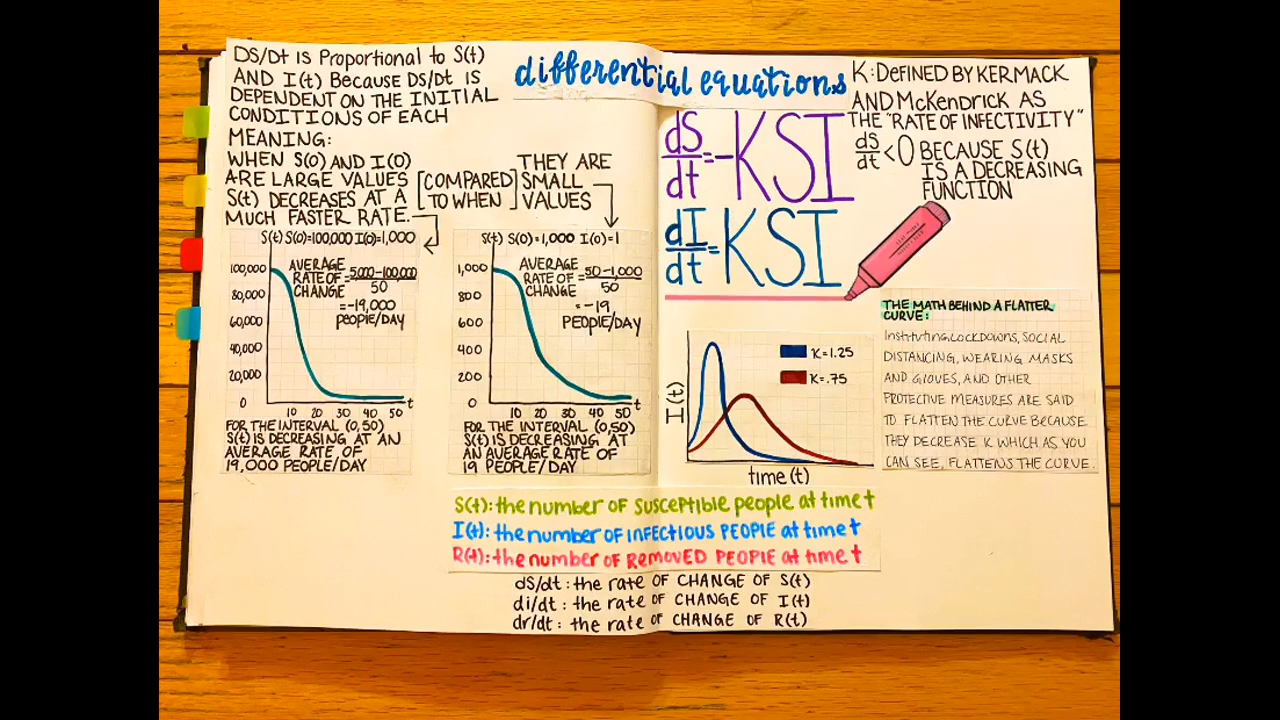 DS/Dt is Proportional to S(t)
AND I(t) Because DS/Dt is
DEPENDENT ON THE INITIAL
CONDITIONS OF EACH
MEANING:
WHEN S(0) AND I(0)
ARE LARGE VALUES
S(t) DECREASES AT A
MUCH FASTER RATE.
[COMPARED
TO WHEN]
THEY ARE
SMALL
VALUES
differential equations
dS/dt = -KSI
dI/dt = KSI
K: DEFINED BY KERMACK
AND McKENDRICK AS
THE "RATE OF INFECTIVITY"
dS/dt < 0 BECAUSE S(t)
IS A DECREASING
FUNCTION
S(t) S(0)=100,000 I(0)=1,000
100,000
80,000
60,000
40,000
20,000
0
AVERAGE
RATE OF = 5000-100,000
CHANGE 50
= -19,000
PEOPLE/DAY
10 20 30 40 50 t
FOR THE INTERVAL (0,50)
S(t) IS DECREASING AT AN
AVERAGE RATE OF
19,000 PEOPLE/DAY
S(t) S(0)=1,000 I(0)=1
1,000
800
600
400
200
0
AVERAGE
RATE OF = 50-1,000
CHANGE 50
= -19
PEOPLE/DAY
10 20 30 40 50 t
FOR THE INTERVAL (0,50)
S(t) IS DECREASING AT
AN AVERAGE RATE OF
19 PEOPLE/DAY
I(t)
K=1.25
K=.75
time(t)
THE MATH BEHIND A FLATTER
CURVE:
Instituting LOCKDOWNS, SOCIAL
DISTANCING, WEARING MASKS
AND GLOVES, AND OTHER
PROTECTIVE MEASURES ARE SAID
TO FLATTEN THE CURVE BECAUSE
THEY DECREASE K WHICH AS YOU
CAN SEE, FLATTENS THE CURVE.
S(t): the number of SUSCEPTIBLE people at time t
I(t): the number OF INFECTIOUS PEOPLE at time t
R(t): the number OF REMOVED PEOPLE at time t
dS/dt: the rate OF CHANGE OF S(t)
di/dt: the rate OF CHANGE OF I(t)
dr/dt: the rate OF CHANGE OF R(t)